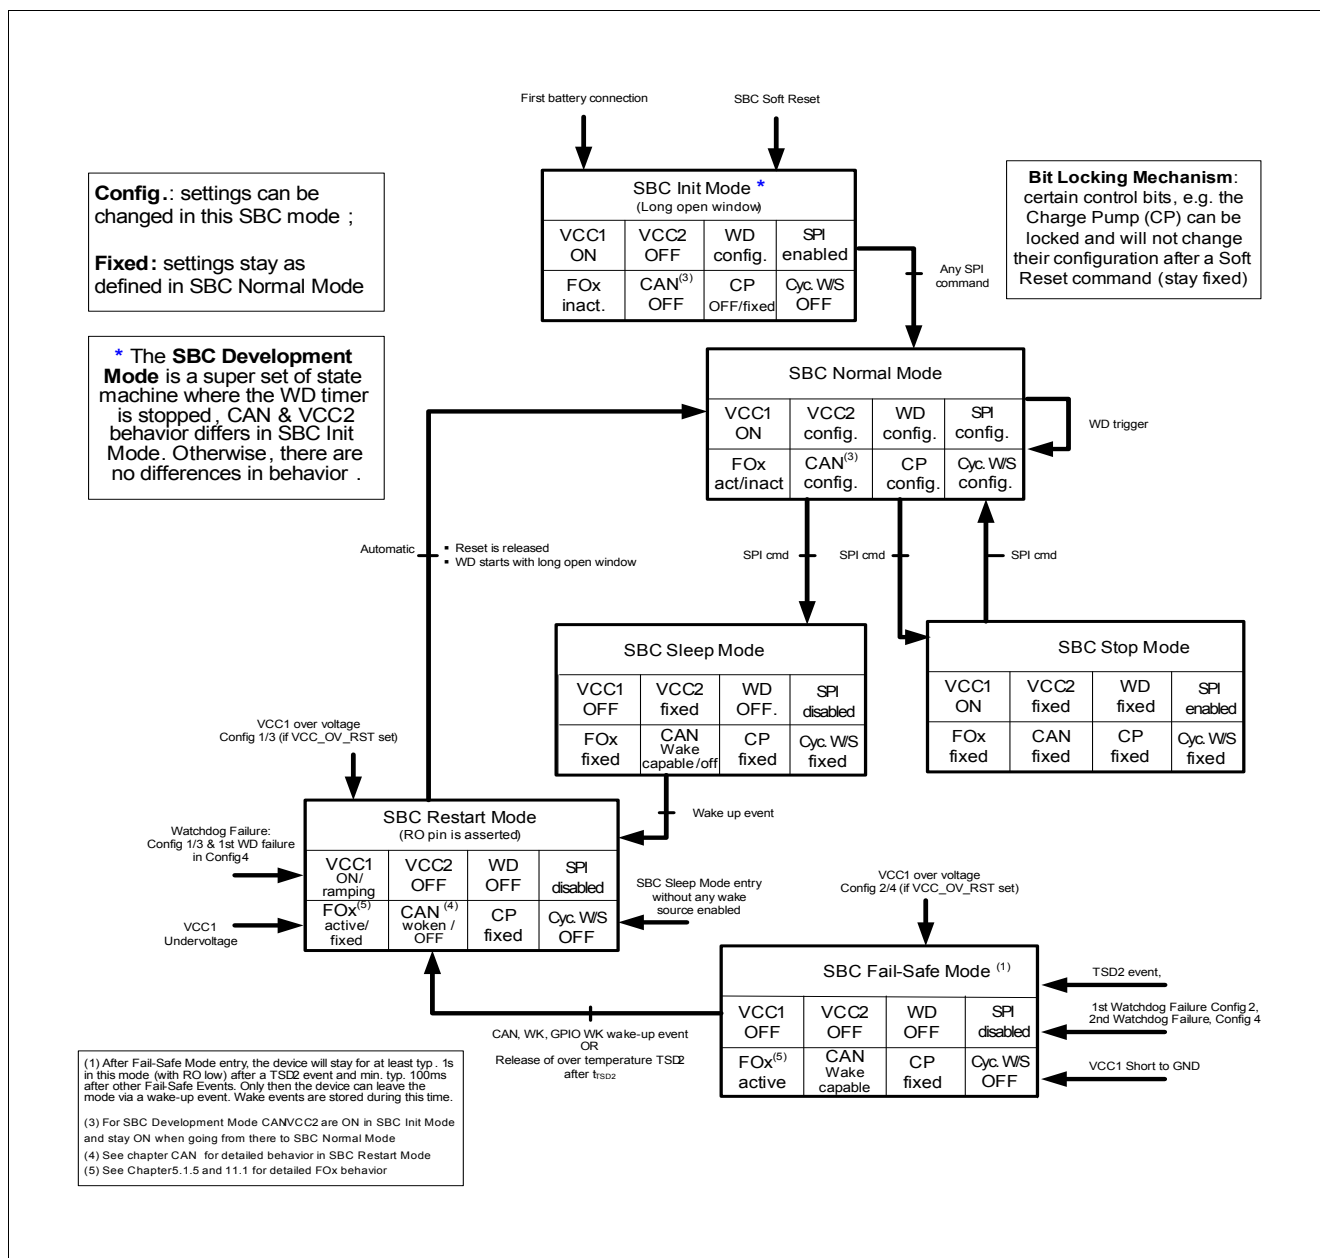 First battery connection
SBC Soft Reset
Config.: settings can be
changed in this SBC mode ;
Fixed: settings stay as
defined in SBC Normal Mode
SBC Init Mode *
(Long open window)
VCC1 VCC2 WD SPI
ON OFF config. enabled
FOx CAN(3) CP Cyc. W/S
inact. OFF OFF/fixed OFF
Bit Locking Mechanism:
certain control bits, e.g. the
Charge Pump (CP) can be
locked and will not change
their configuration after a Soft
Reset command (stay fixed)
Any SPI
command
* The SBC Development
Mode is a super set of state
machine where the WD timer
is stopped, CAN & VCC2
behavior differs in SBC Init
Mode. Otherwise, there are
no differences in behavior .
SBC Normal Mode
VCC1 VCC2 WD SPI
ON config. config. config.
FOx CAN(3) CP Cyc. W/S
act/inact config. config. config.
WD trigger
Automatic
▪ Reset is released
▪ WD starts with long open window
SPI cmd
SPI cmd
SPI cmd
SBC Sleep Mode
VCC1 VCC2 WD SPI
OFF fixed OFF. disabled
FOx CAN CP Cyc. W/S
fixed Wake fixed fixed
capable/off
SBC Stop Mode
VCC1 VCC2 WD SPI
ON fixed fixed enabled
FOx CAN CP Cyc. W/S
fixed fixed fixed fixed
VCC1 over voltage
Config 1/3 (if VCC_OV_RST set)
Wake up event
SBC Restart Mode
(RO pin is asserted)
VCC1 VCC2 WD SPI
ON/ OFF OFF disabled
ramping
FOx(5) CAN (4) CP Cyc. W/S
active/ woken / fixed OFF
fixed OFF
Watchdog Failure:
Config 1/3 & 1st WD failure
in Config4
VCC1
Undervoltage
SBC Sleep Mode entry
without any wake
source enabled
VCC1 over voltage
Config 2/4 (if VCC_OV_RST set)
SBC Fail-Safe Mode (1)
VCC1 VCC2 WD SPI
OFF OFF OFF disabled
FOx(5) CAN CP Cyc. W/S
active Wake fixed OFF
capable
TSD2 event,
1st Watchdog Failure Config 2,
2nd Watchdog Failure, Config 4
VCC1 Short to GND
CAN, WK, GPIO WK wake-up event
OR
Release of over temperature TSD2
after tTSD2
(1) After Fail-Safe Mode entry, the device will stay for at least typ . 1s
in this mode (with RO low) after a TSD2 event and min. typ. 100ms
after other Fail-Safe Events. Only then the device can leave the
mode via a wake-up event. Wake events are stored during this time.
(3) For SBC Development Mode CAN/VCC2 are ON in SBC Init Mode
and stay ON when going from there to SBC Normal Mode
(4) See chapter CAN for detailed behavior in SBC Restart Mode
(5) See Chapter5.1.5 and 11.1 for detailed FOx behavior